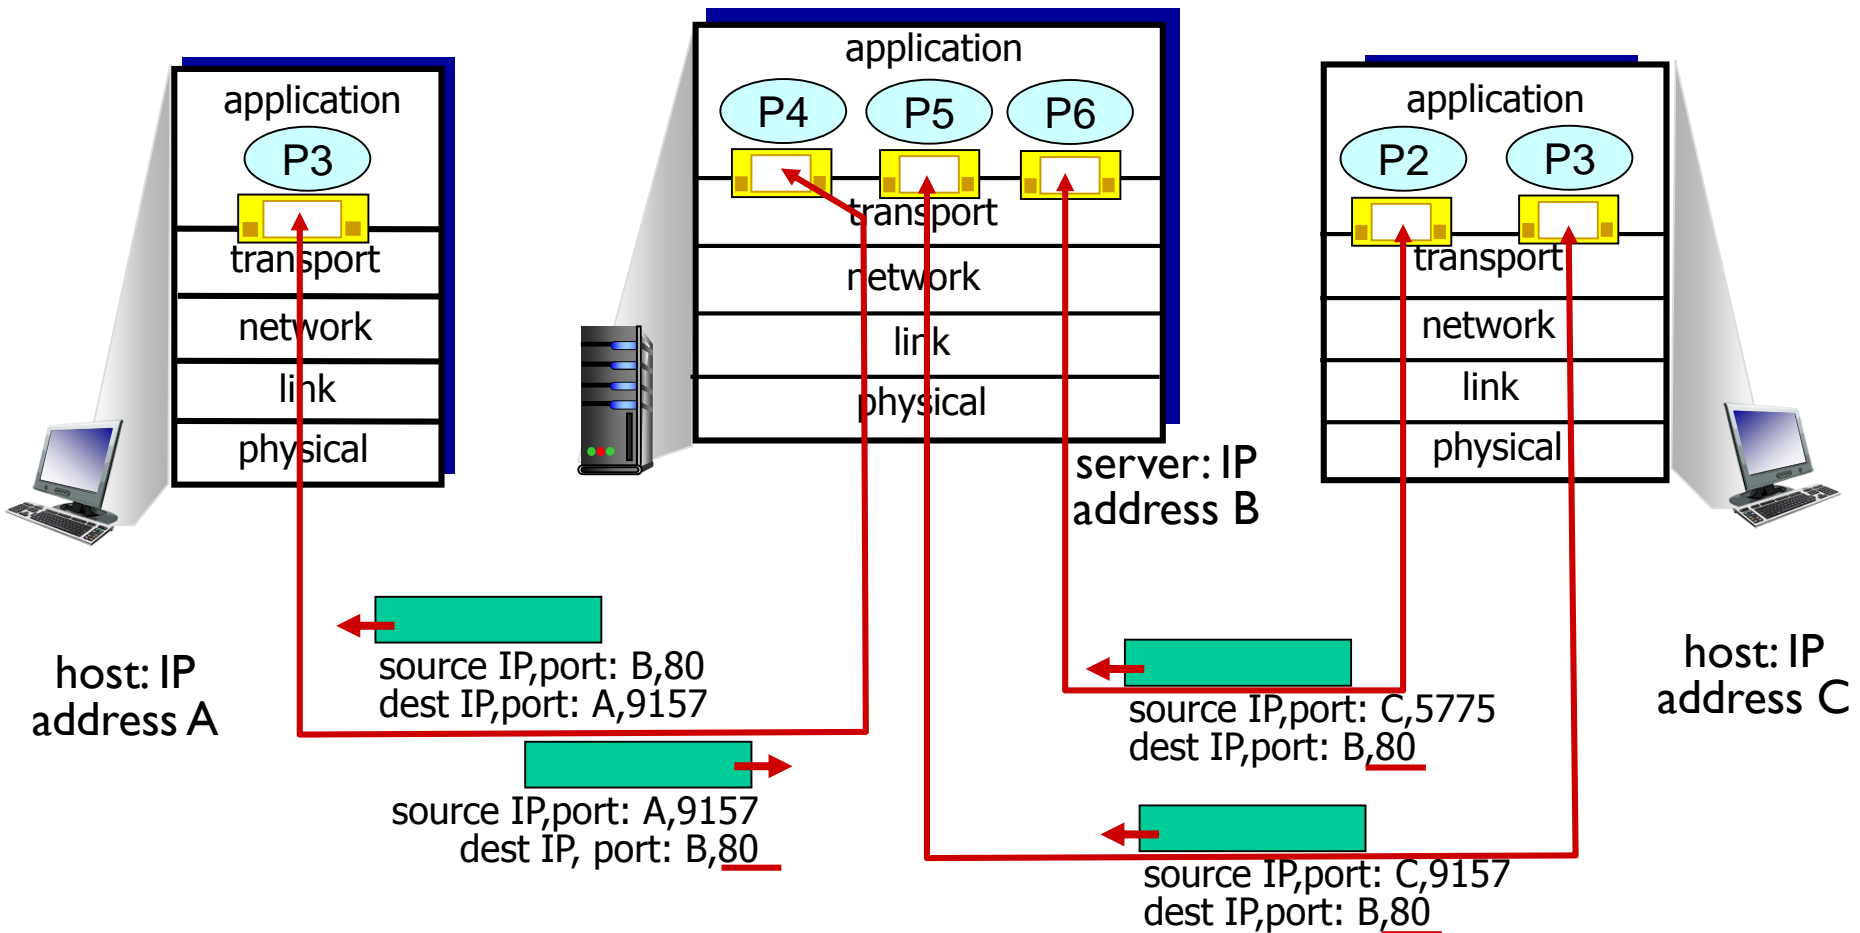 application
P3
transport
network
link
physical
host: IP
address A
application
P4
P5
P6
transport
network
link
physical
server: IP
address B
application
P2
P3
transport
network
link
physical
host: IP
address C
source IP,port: B,80
dest IP,port: A,9157
source IP,port: A,9157
dest IP, port: B,80
source IP,port: C,5775
dest IP,port: B,80
source IP,port: C,9157
dest IP,port: B,80